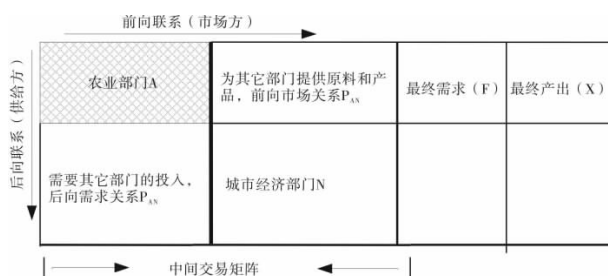 前向联系（市场方）
后向联系（供给方）
农业部门A
为其它部门提供原料和产
品，前向市场关系PAN
最终需求（F）
最终产出（X）
需要其它部门的投入，
后向需求关系PAN
城市经济部门N
中间交易矩阵